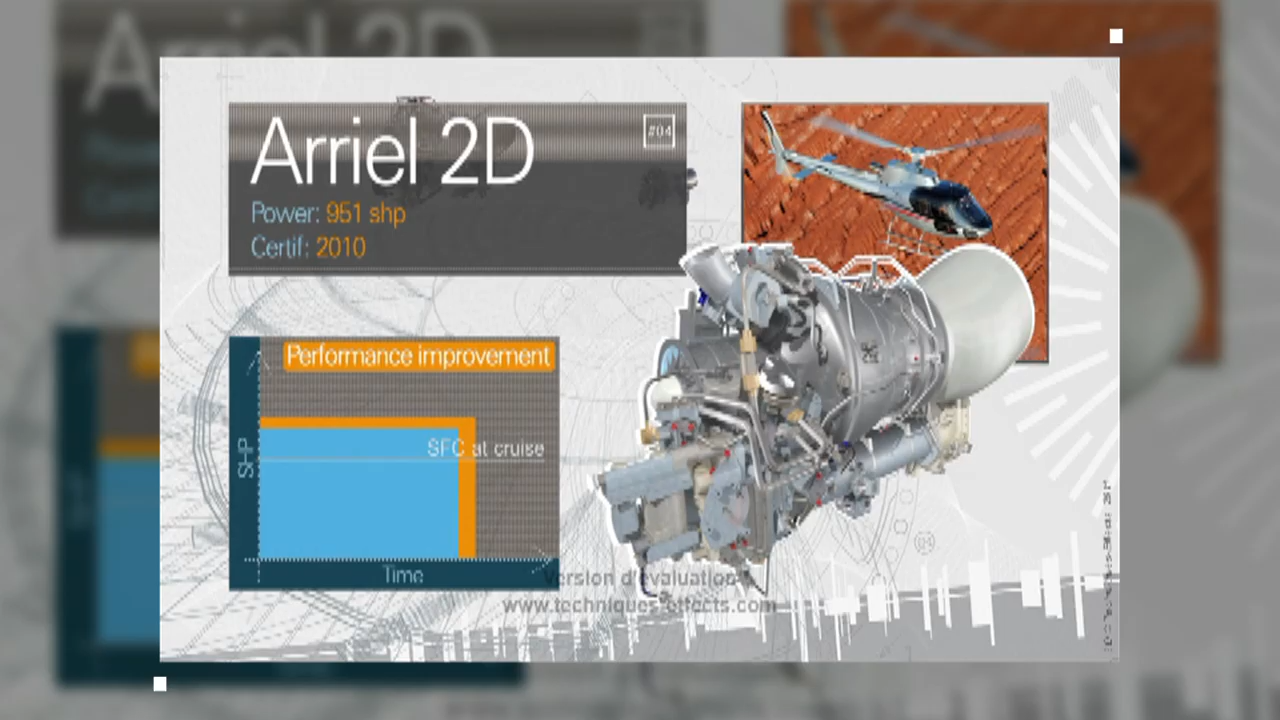 Arriel 2D
#04
Power: 951 shp
Certif: 2010
Performance improvement
SHP
SFC at cruise
Time
Version d'évaluation
www.techniques-effects.com